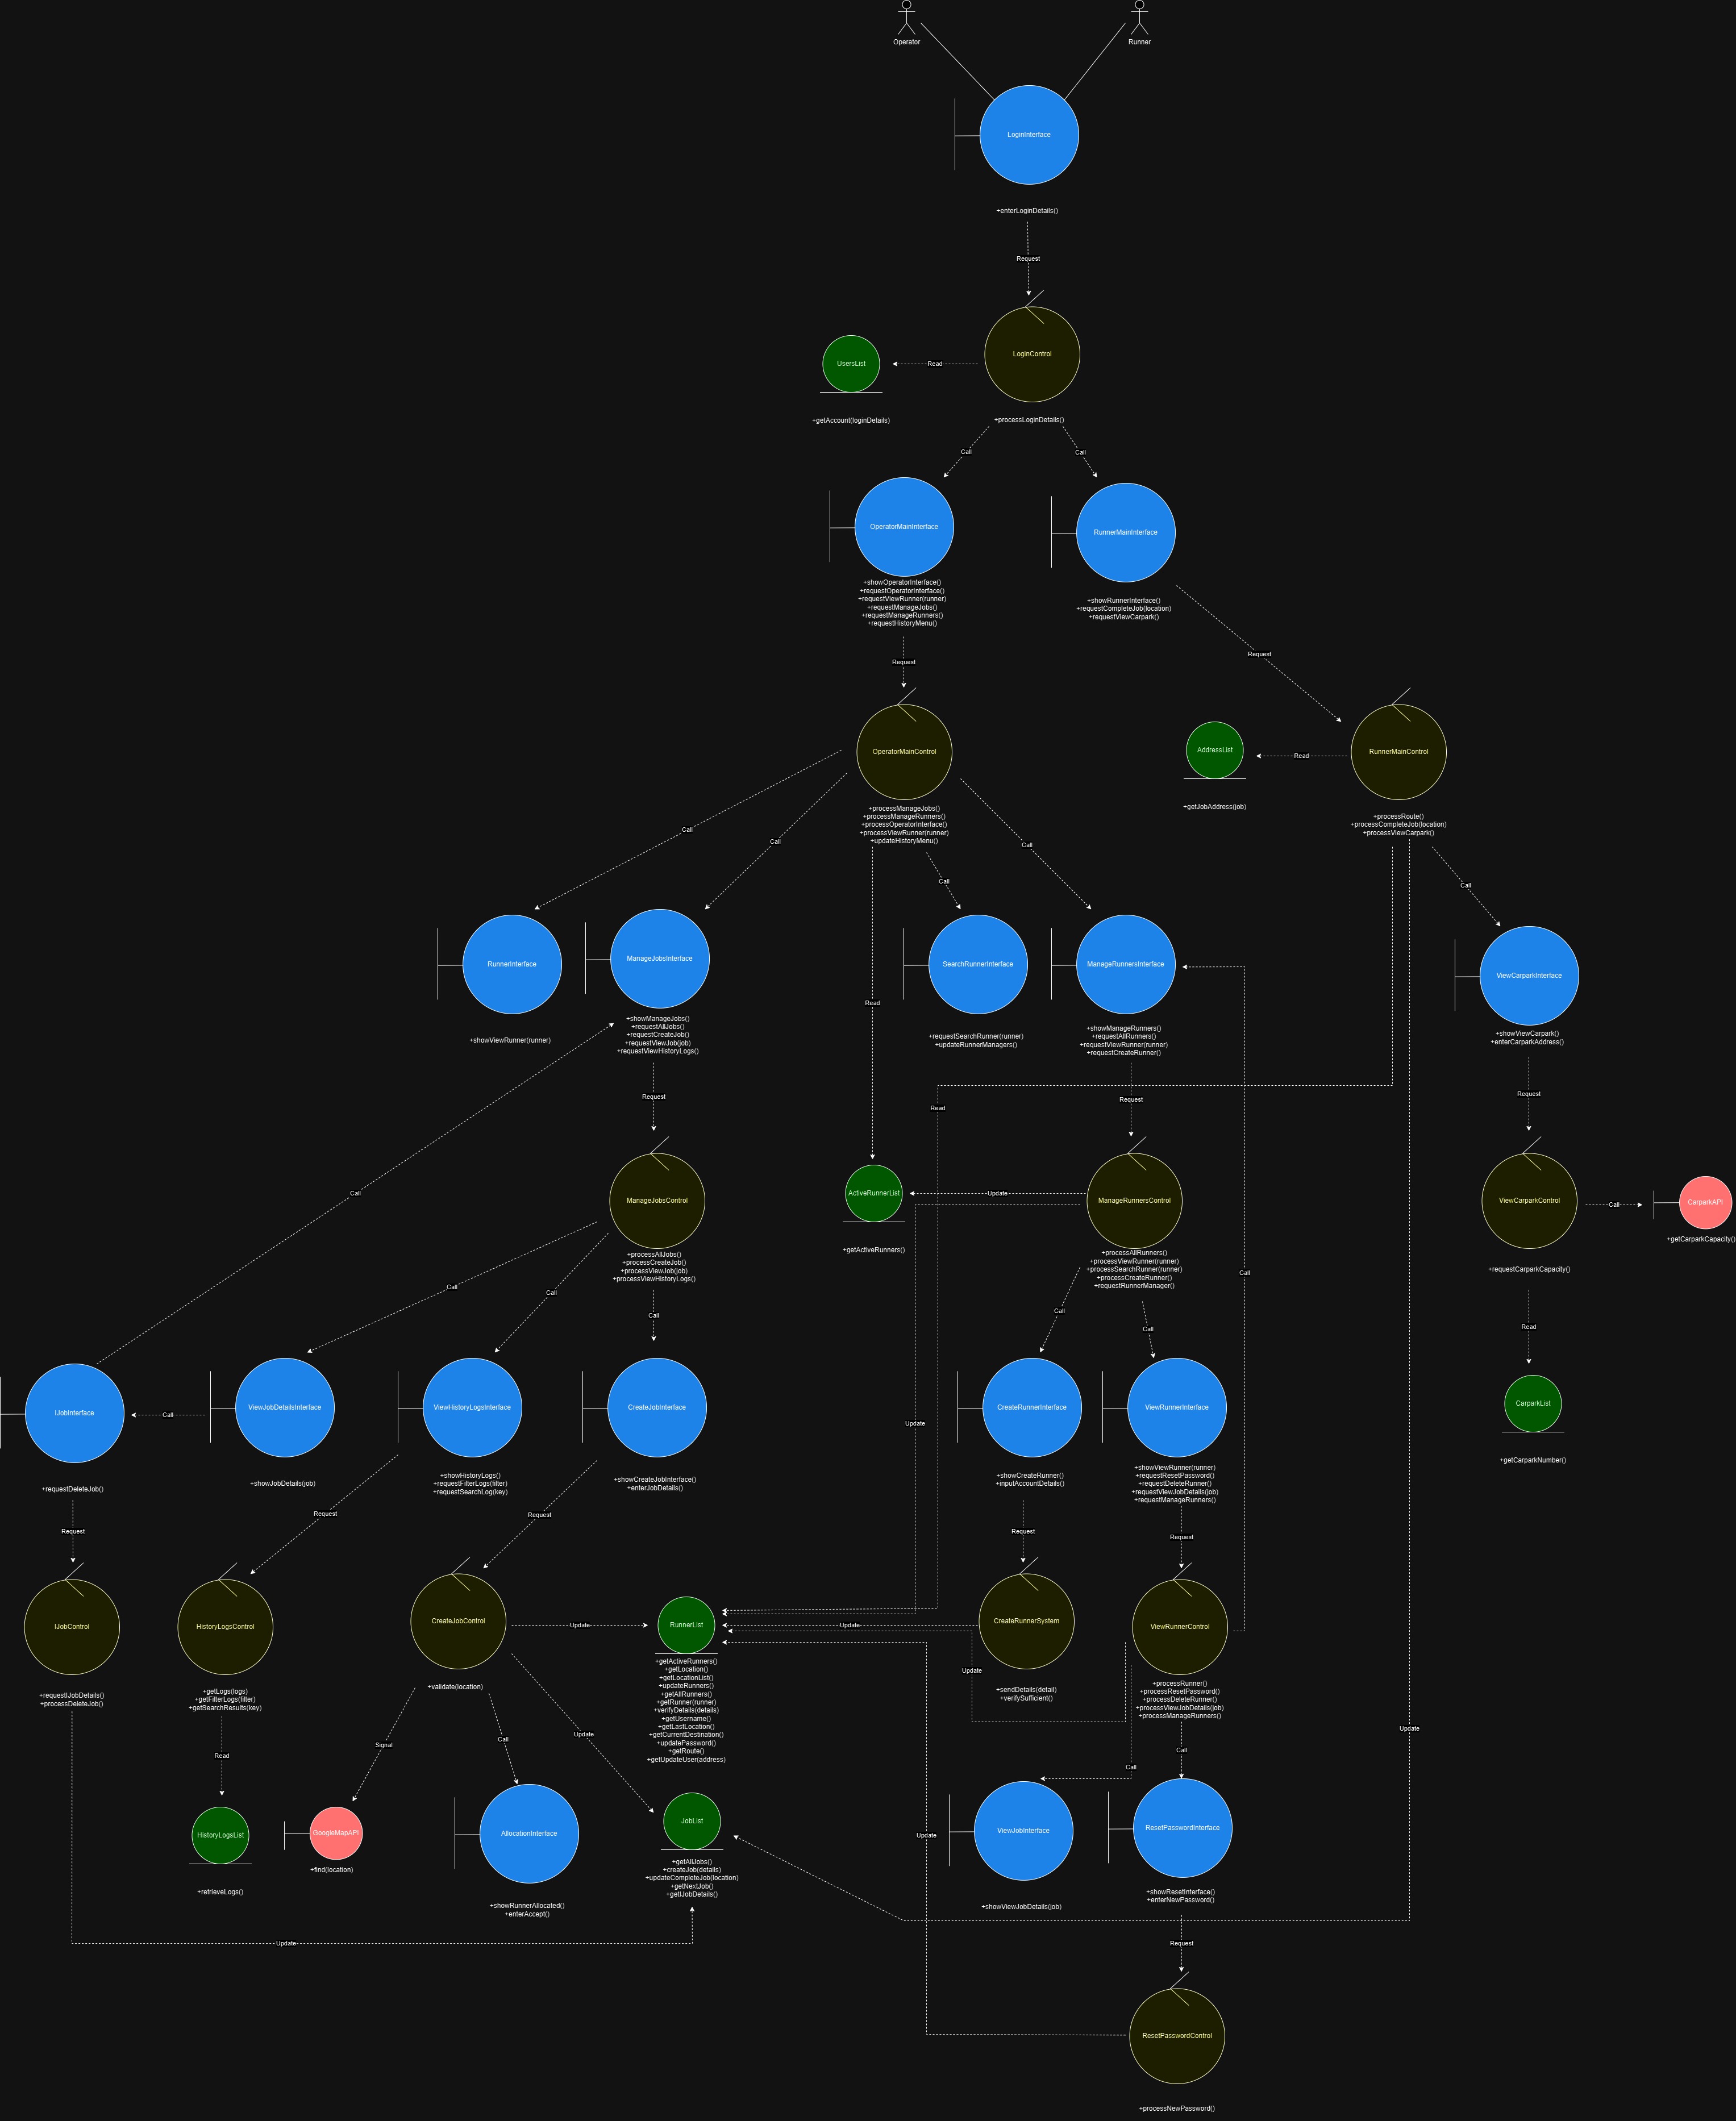 Operator
Runner
LoginInterface
+enterLoginDetails()
Request
LoginControl
UsersList
Read
+getAccount(loginDetails)
+processLoginDetails()
Call
Call
OperatorMainInterface
RunnerMainInterface
+showOperatorInterface()
+requestOperatorInterface()
+requestViewRunner(runner)
+requestManageJobs()
+requestManageRunners()
+requestHistoryMenu()
+showRunnerInterface()
+requestCompleteJob(location)
+requestViewCarpark()
Request
Request
OperatorMainControl
AddressList
Read
RunnerMainControl
+getJobAddress(job)
+processManageJobs()
+processManageRunners()
+processOperatorInterface()
+processViewRunner(runner)
+updateHistoryMenu()
+processRoute()
+processCompleteJob(location)
+processViewCarpark()
Call
Call
Call
Call
Call
RunnerInterface
ManageJobsInterface
SearchRunnerInterface
ManageRunnersInterface
ViewCarparkInterface
Read
+showViewRunner(runner)
+showManageJobs()
+requestAllJobs()
+requestCreateJob()
+requestViewJob(job)
+requestViewHistoryLogs()
+requestSearchRunner(runner)
+updateRunnerManagers()
+showManageRunners()
+requestAllRunners()
+requestViewRunner(runner)
+requestCreateRunner()
+showViewCarpark()
+enterCarparkAddress()
Request
Read
Request
Request
Call
ManageJobsControl
ActiveRunnerList
Update
ManageRunnersControl
ViewCarparkControl
Call
CarparkAPI
+getCarparkCapacity()
+getActiveRunners()
+processAllJobs()
+processCreateJob()
+processViewJob(job)
+processViewHistoryLogs()
+processAllRunners()
+processViewRunner(runner)
+processSearchRunner(runner)
+processCreateRunner()
+requestRunnerManager()
+requestCarparkCapacity()
Call
Call
Call
Call
Call
Call
Call
Read
IJobInterface
Call
ViewJobDetailsInterface
ViewHistoryLogsInterface
CreateJobInterface
Update
CreateRunnerInterface
ViewRunnerInterface
CarparkList
+requestDeleteJob()
+showJobDetails(job)
+showHistoryLogs()
+requestFilterLogs(filter)
+requestSearchLog(key)
+showCreateJobInterface()
+enterJobDetails()
+showCreateRunner()
+inputAccountDetails()
+showViewRunner(runner)
+requestResetPassword()
+requestDeleteRunner()
+requestViewJobDetails(job)
+requestManageRunners()
+getCarparkNumber()
Request
Request
Request
Request
Request
IJobControl
HistoryLogsControl
CreateJobControl
Update
RunnerList
Update
CreateRunnerSystem
ViewRunnerControl
+requestIJobDetails()
+processDeleteJob()
+getLogs(logs)
+getFilterLogs(filter)
+getSearchResults(key)
+validate(location)
+getActiveRunners()
+getLocation()
+getLocationList()
+updateRunners()
+getAllRunners()
+getRunner(runner)
+verifyDetails(details)
+getUsername()
+getLastLocation()
+getCurrentDestination()
+updatePassword()
+getRoute()
+getUpdateUser(address)
Update
+sendDetails(detail)
+verifySufficient()
+processRunner()
+processResetPassword()
+processDeleteRunner()
+processViewJobDetails(job)
+processManageRunners()
Update
Read
Signal
Call
Update
Call
Call
HistoryLogsList
GoogleMapAPI
AllocationInterface
JobList
Update
ViewJobInterface
ResetPasswordInterface
+find(location)
+retrieveLogs()
+showRunnerAllocated()
+enterAccept()
+getAllJobs()
+createJob(details)
+updateCompleteJob(location)
+getNextJob()
+getIJobDetails()
+showViewJobDetails(job)
+showResetInterface()
+enterNewPassword()
Update
Request
ResetPasswordControl
+processNewPassword()